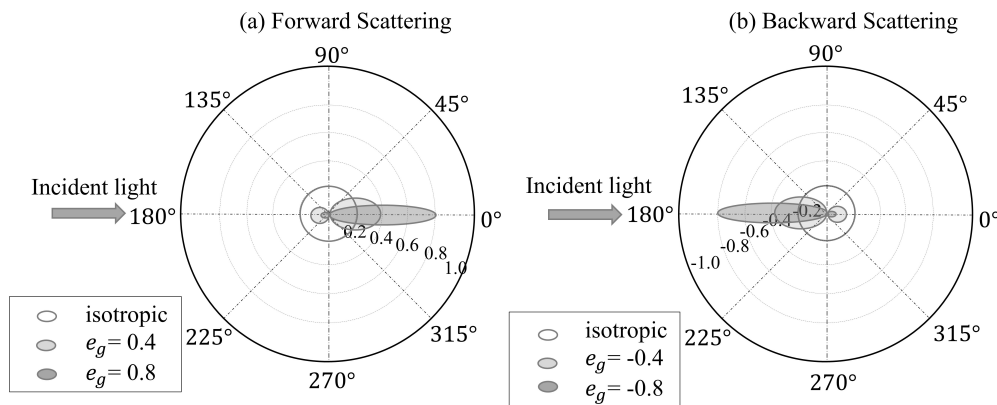 (a) Forward Scattering
90°
135°
45°
Incident light
180°
0°
0.2
0.4
0.6
0.8
1.0
225°
315°
270°
isotropic
e_g = 0.4
e_g = 0.8
(b) Backward Scattering
90°
135°
45°
Incident light
180°
0°
-0.2
-0.4
-0.6
-0.8
-1.0
225°
315°
270°
isotropic
e_g = -0.4
e_g = -0.8